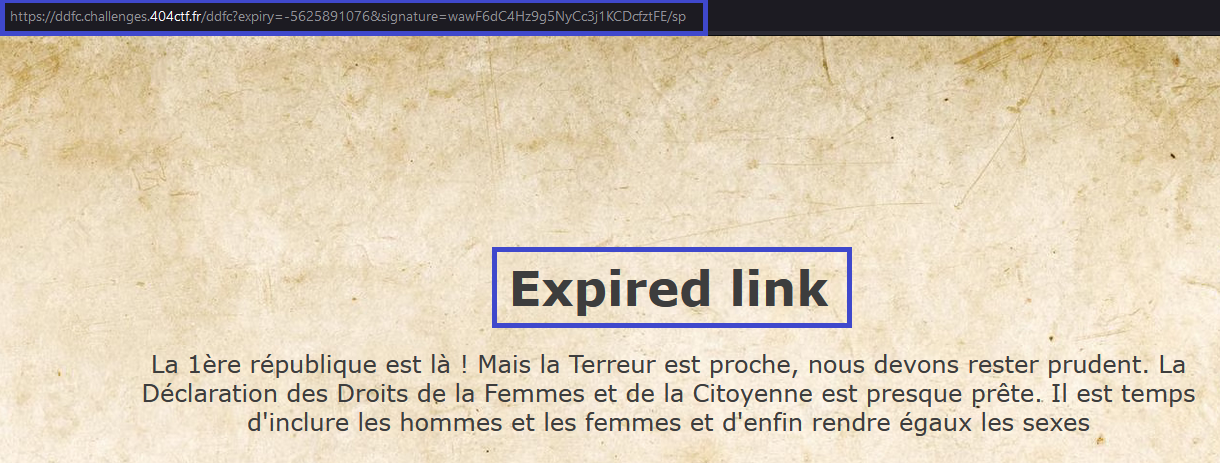 https://ddfc.challenges.404ctf.fr/ddfc?expiry=-5625891076&signature=wawF6dC4Hz9g5NyCc3j1KCDcfztFE/sp
Expired link
La 1ère république est là ! Mais la Terreur est proche, nous devons rester prudent. La
Déclaration des Droits de la Femmes et de la Citoyenne est presque prête. Il est temps
d'inclure les hommes et les femmes et d'enfin rendre égaux les sexes